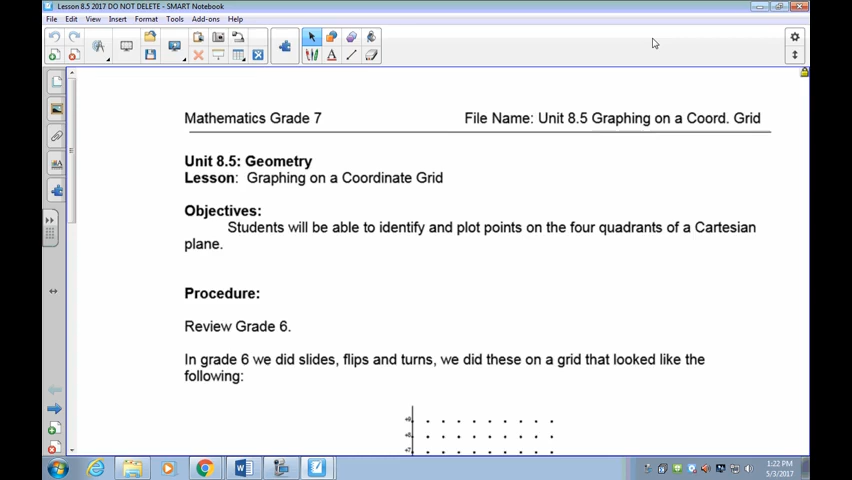 Lesson 8.5 2017 DO NOT DELETE - SMART Notebook
File Edit View Insert Format Tools Add-ons Help
Mathematics Grade 7 File Name: Unit 8.5 Graphing on a Coord. Grid
Unit 8.5: Geometry
Lesson: Graphing on a Coordinate Grid
Objectives:
Students will be able to identify and plot points on the four quadrants of a Cartesian
plane.
Procedure:
Review Grade 6.
In grade 6 we did slides, flips and turns, we did these on a grid that looked like the
following:
1:22 PM
5/3/2017